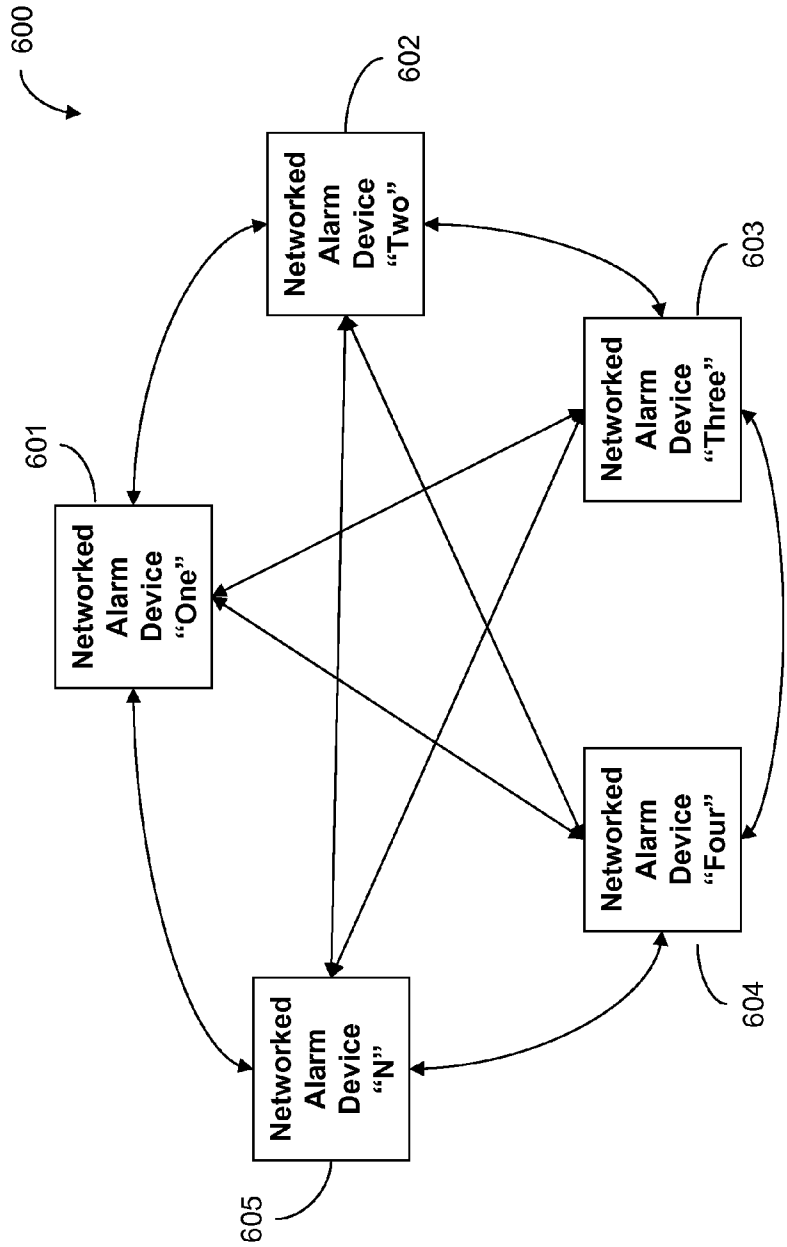 600
601
Networked
Alarm
Device
“One”
602
Networked
Alarm
Device
“Two”
605
Networked
Alarm
Device
“N”
604
Networked
Alarm
Device
“Four”
603
Networked
Alarm
Device
“Three”